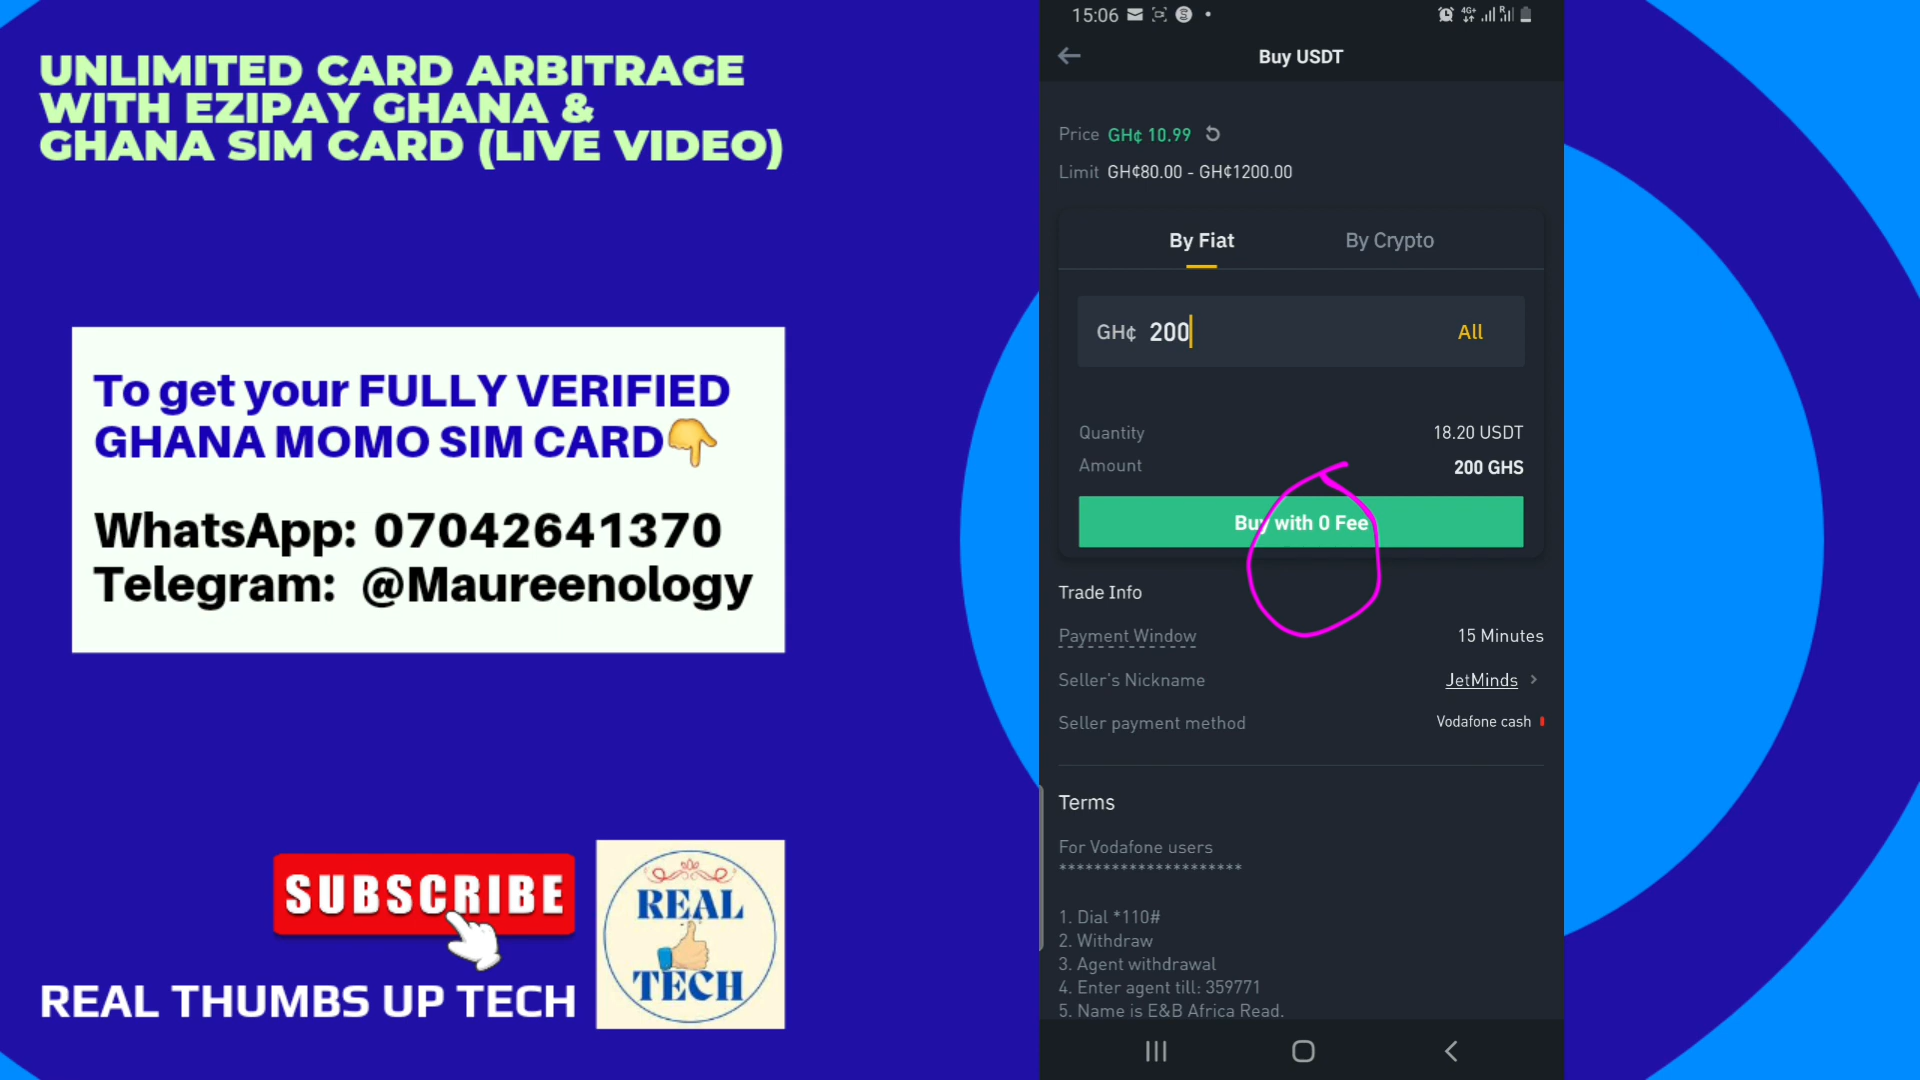 UNLIMITED CARD ARBITRAGE
WITH EZIPAY GHANA &
GHANA SIM CARD (LIVE VIDEO)
To get your FULLY VERIFIED
GHANA MOMO SIM CARD👇
WhatsApp: 07042641370
Telegram: @Maureenology
SUBSCRIBE
REAL THUMBS UP TECH
REAL
TECH
15:06
4G+
R
Buy USDT
Price GH¢ 10.99
Limit GH¢80.00 - GH¢1200.00
By Fiat By Crypto
GH¢ 200 All
Quantity 18.20 USDT
Amount 200 GHS
Buy with 0 Fee
Trade Info
Payment Window 15 Minutes
Seller's Nickname JetMinds
Seller payment method Vodafone cash
Terms
For Vodafone users
*********************
1. Dial *110#
2. Withdraw
3. Agent withdrawal
4. Enter agent till: 359771
5. Name is E&B Africa Read.